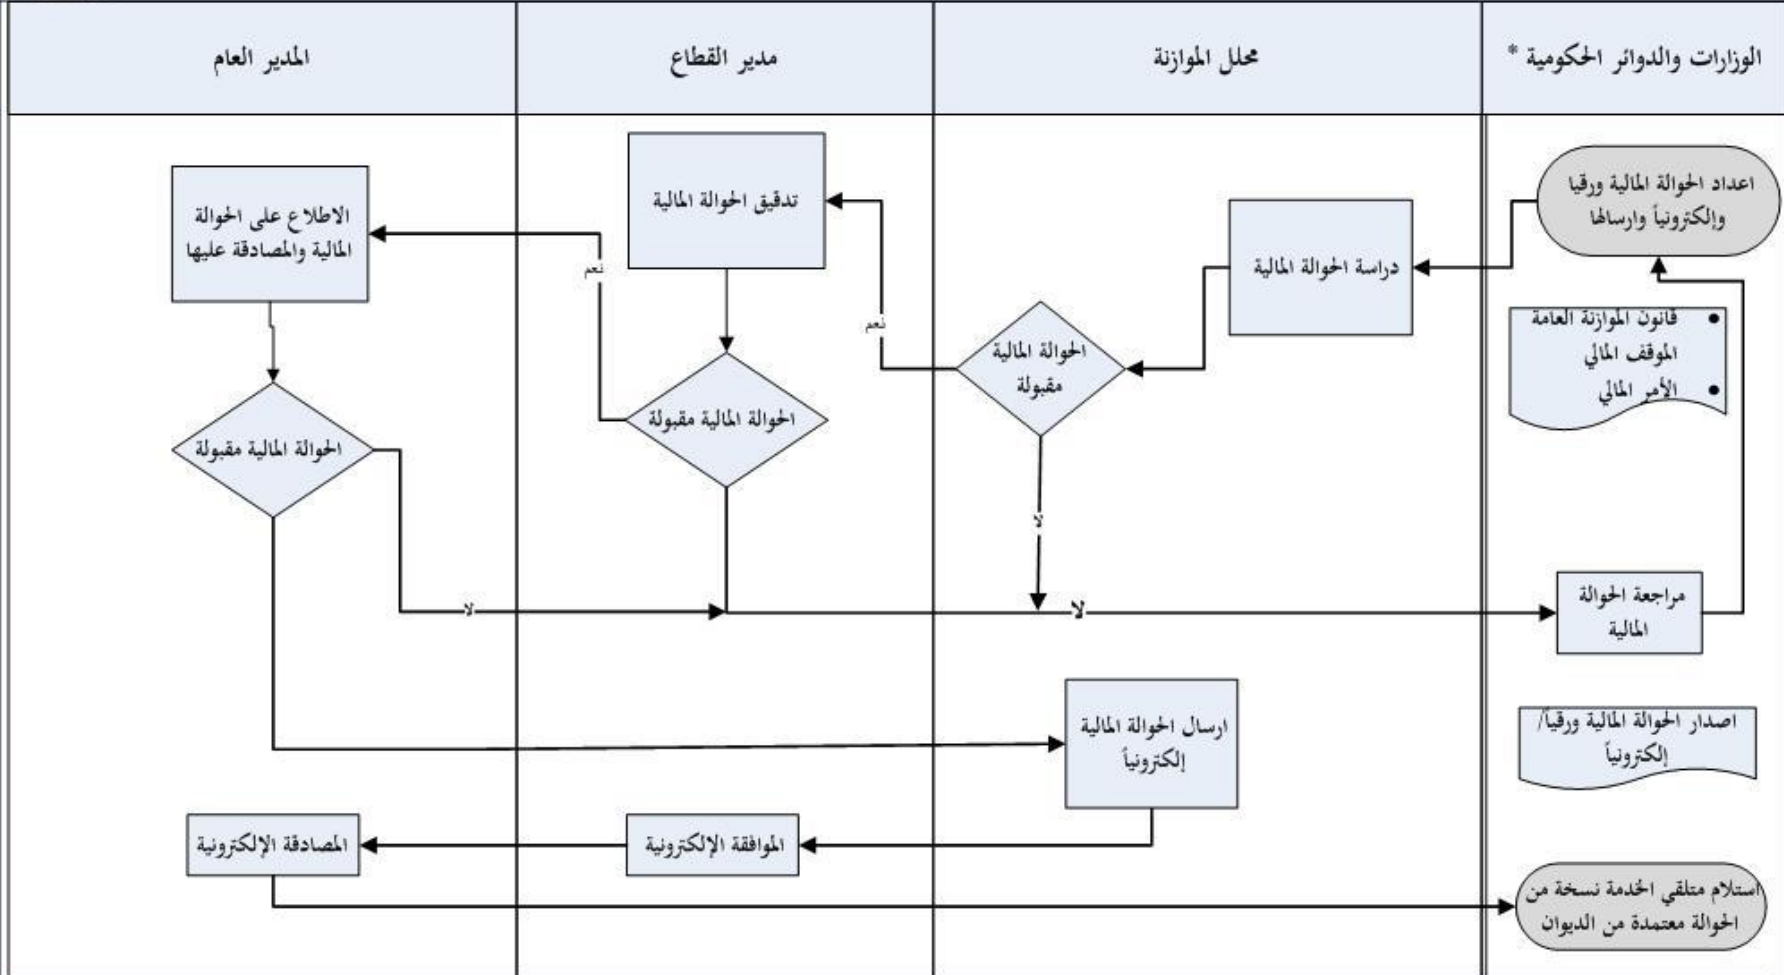 الوزارات والدوائر الحكومية *
محلل الموازنة
مدير القطاع
المدير العام
اعداد الحوالة المالية ورقيا
وإلكترونياً وارسالها
دراسة الحوالة المالية
الحوالة المالية
مقبولة
نعم
لا
تدقيق الحوالة المالية
الحوالة المالية مقبولة
نعم
الاطلاع على الحوالة
المالية والمصادقة عليها
الحوالة المالية مقبولة
لا
لا
• قانون الموازنة العامة
الموقف المالي
• الأمر المالي
مراجعة الحوالة
المالية
اصدار الحوالة المالية ورقياً/
إلكترونياً
ارسال الحوالة المالية
إلكترونياً
الموافقة الإلكترونية
المصادقة الإلكترونية
استلام متلقي الخدمة نسخة من
الحوالة معتمدة من الديوان